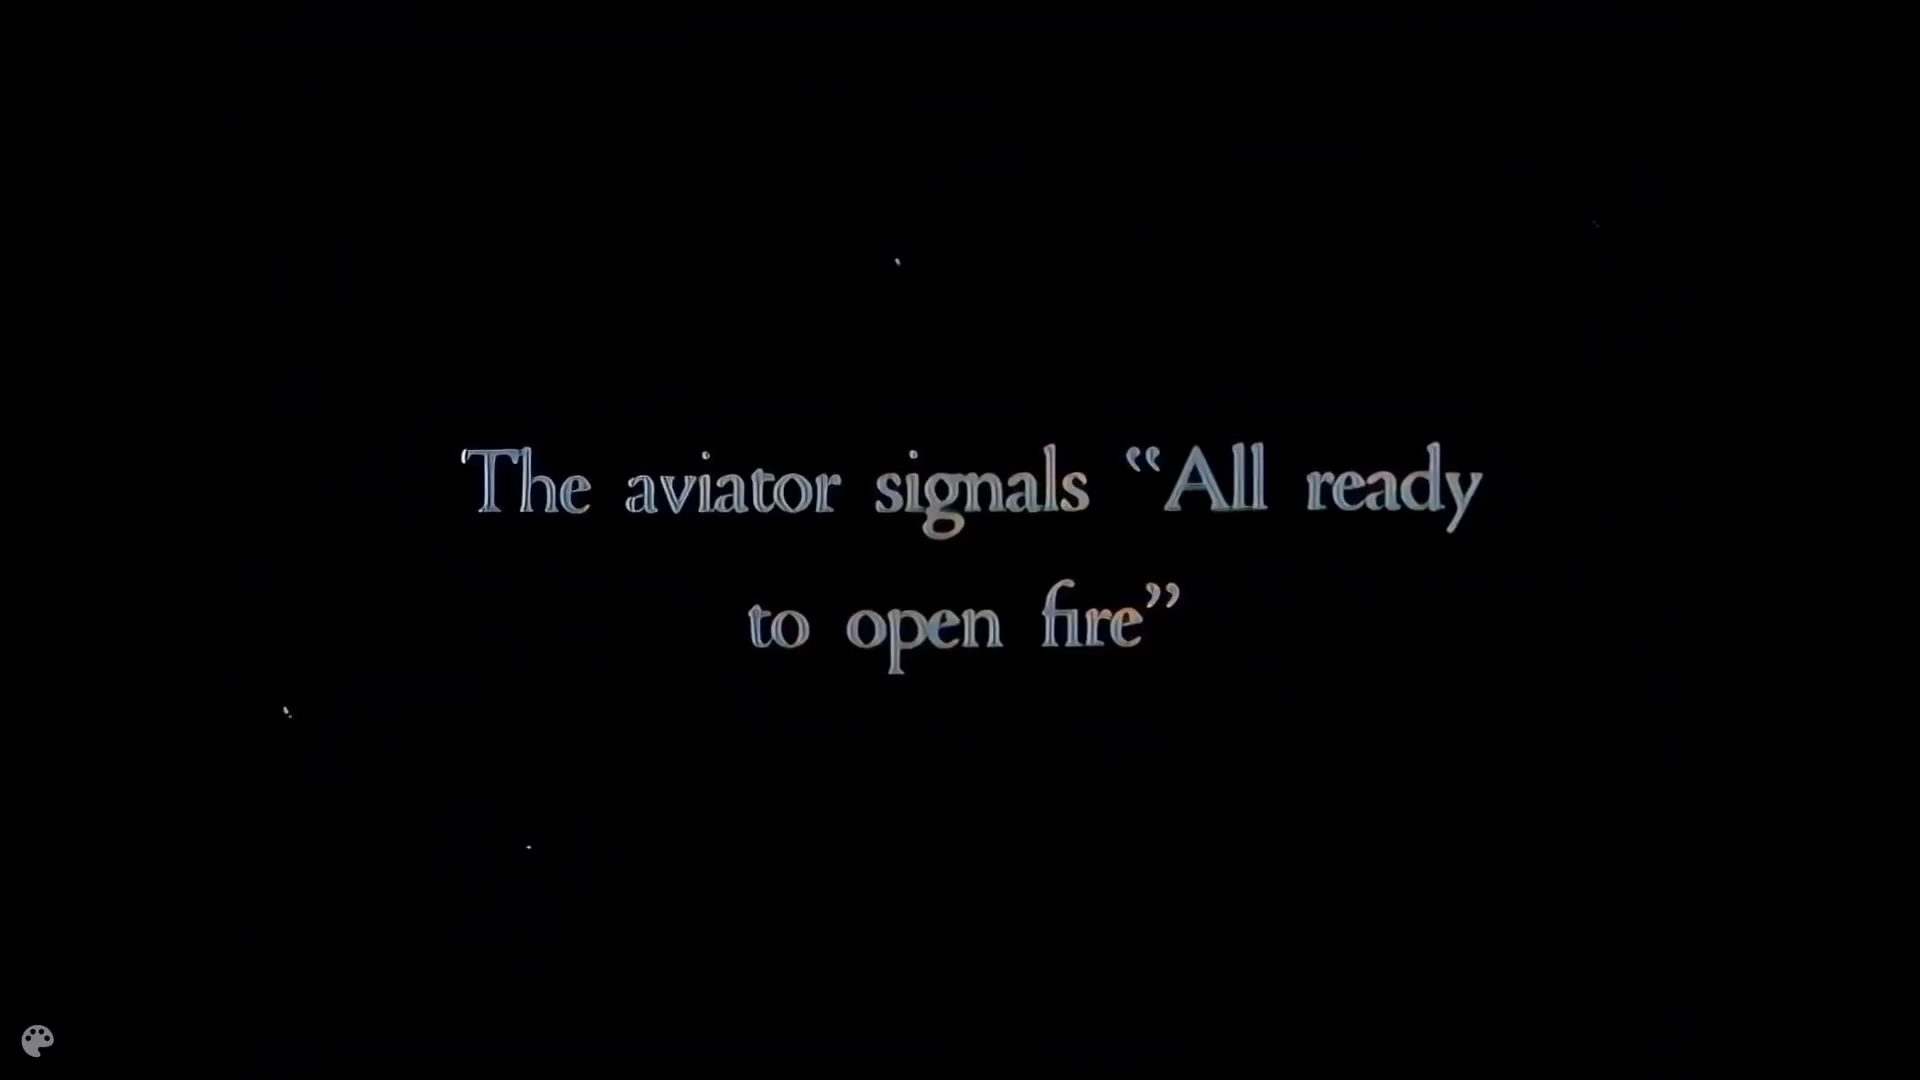 The aviator signals “All ready
to open fire”